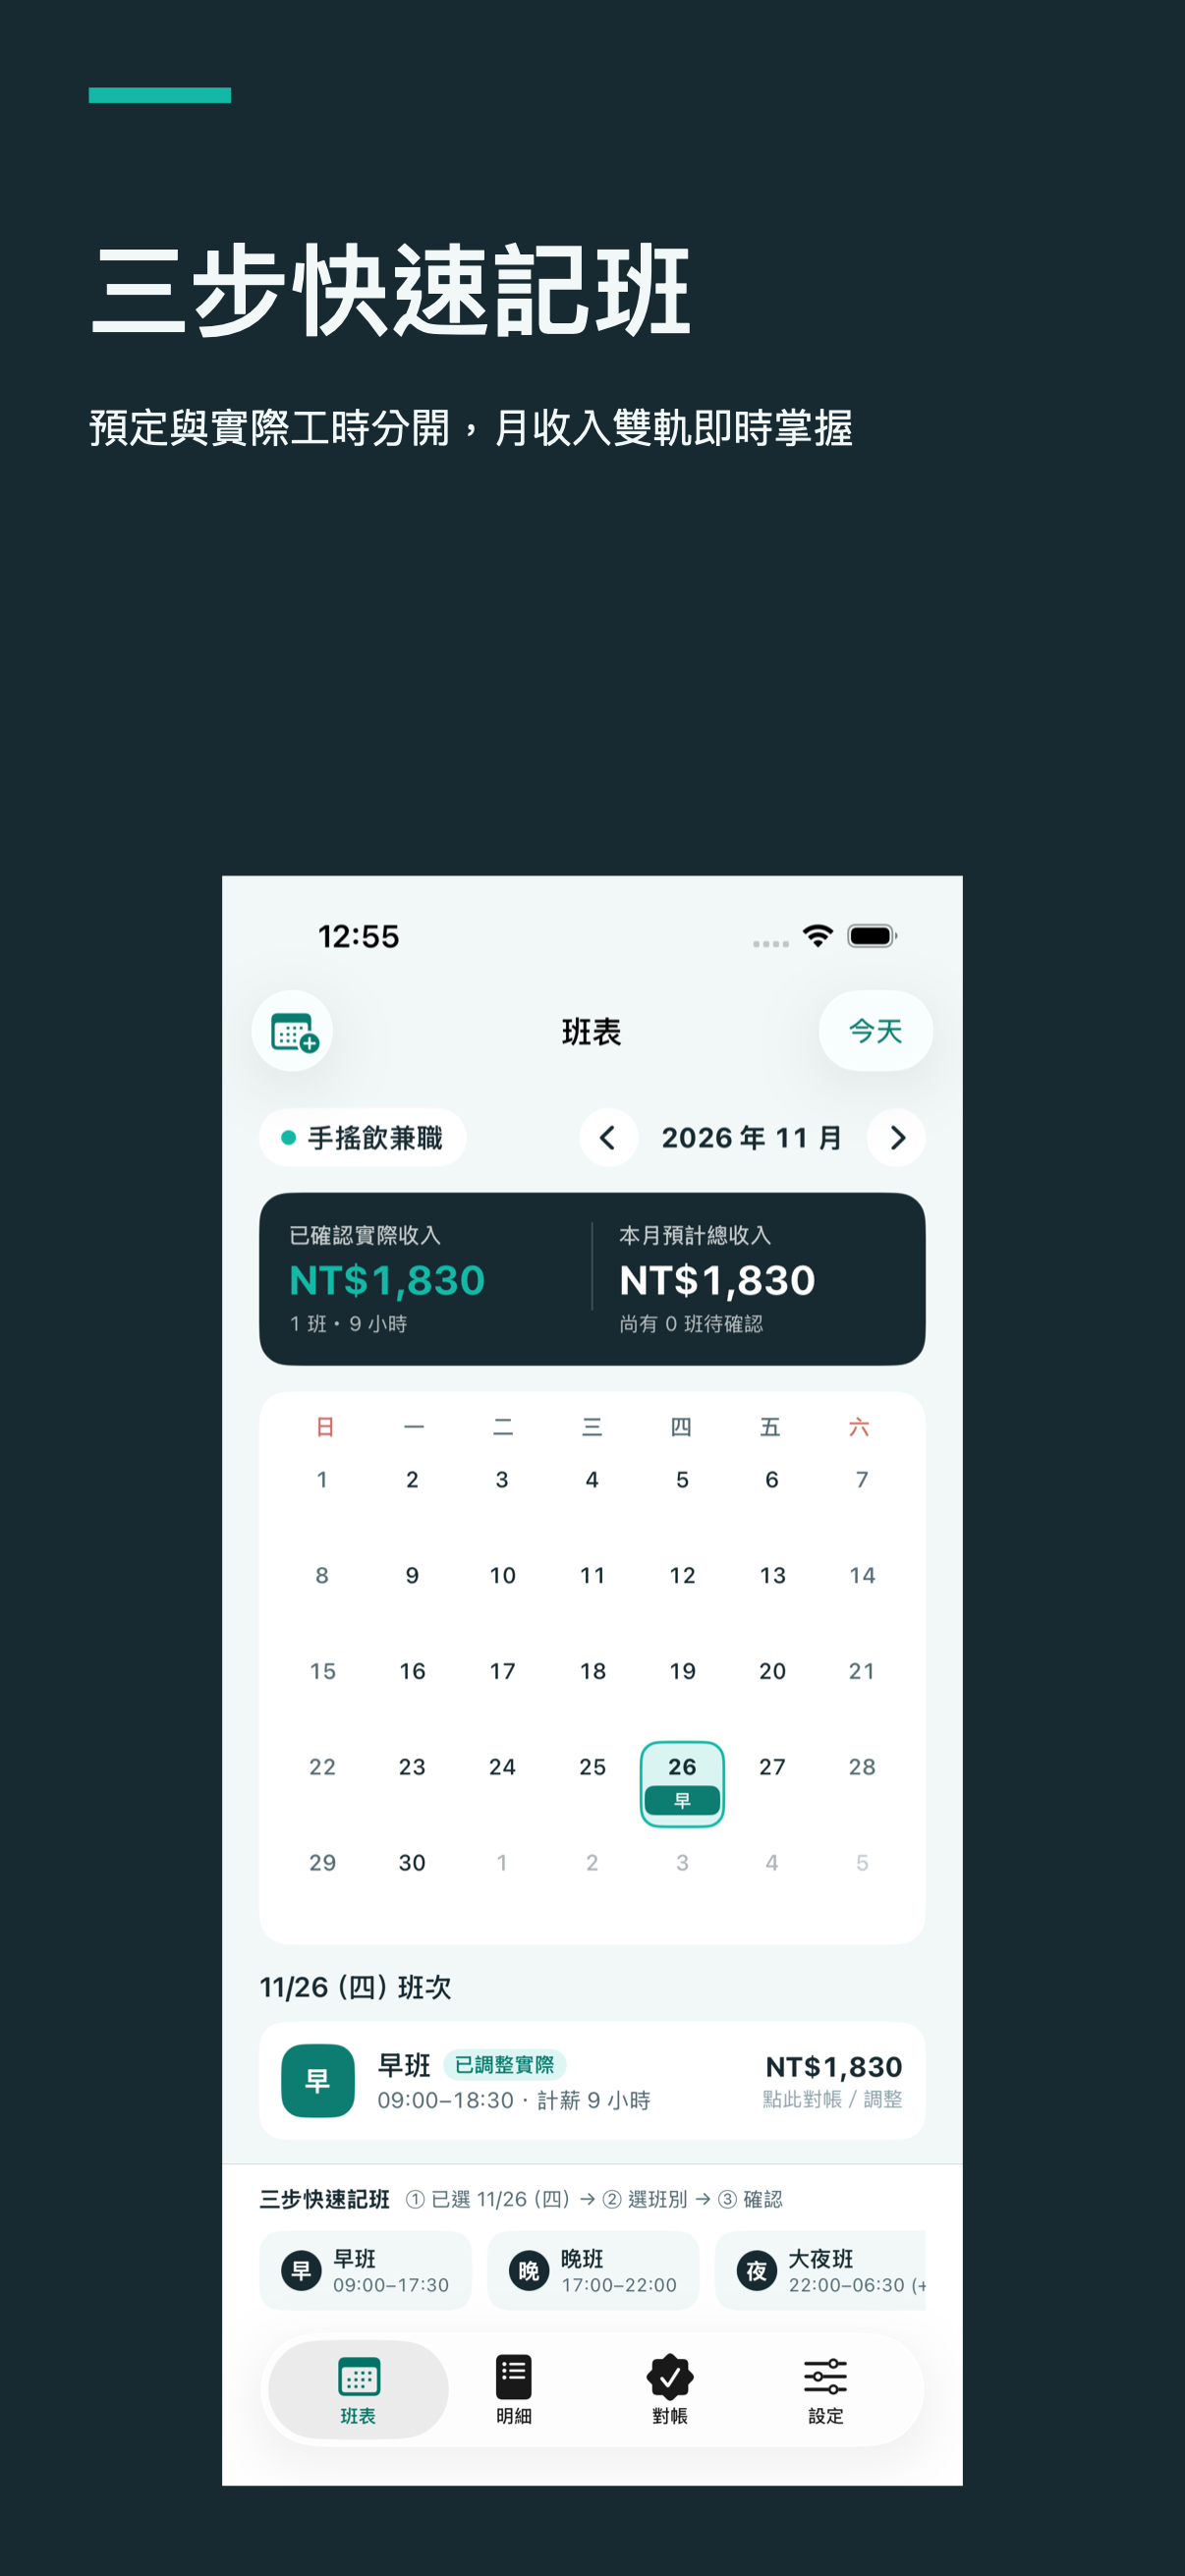 三步快速記班
預定與實際工時分開，月收入雙軌即時掌握
12:55
班表
今天
手搖飲兼職
2026 年 11 月
已確認實際收入
本月預計總收入
NT$1,830
NT$1,830
1 班・9 小時
尚有 0 班待確認
日 一 二 三 四 五 六
1 2 3 4 5 6 7
8 9 10 11 12 13 14
15 16 17 18 19 20 21
22 23 24 25 26 27 28
早
29 30 1 2 3 4 5
11/26 (四) 班次
早
早班 已調整實際
NT$1,830
09:00–18:30 · 計薪 9 小時
點此對帳 / 調整
三步快速記班 ① 已選 11/26 (四) → ② 選班別 → ③ 確認
早 早班
09:00–17:30
晚 晚班
17:00–22:00
夜 大夜班
22:00–06:30 (+
班表 明細 對帳 設定